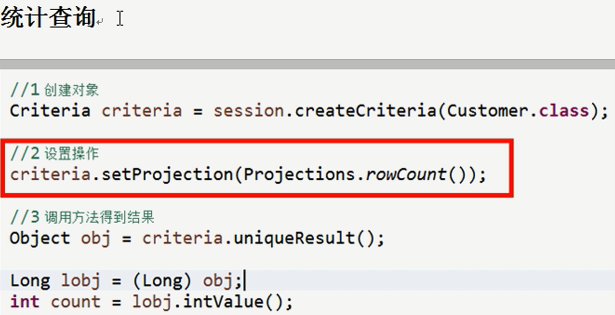 统计查询
//1 创建对象
Criteria criteria = session.createCriteria(Customer.class);
//2 设置操作
criteria.setProjection(Projections.rowCount());
//3 调用方法得到结果
Object obj = criteria.uniqueResult();
Long lobj = (Long) obj;
int count = lobj.intValue();